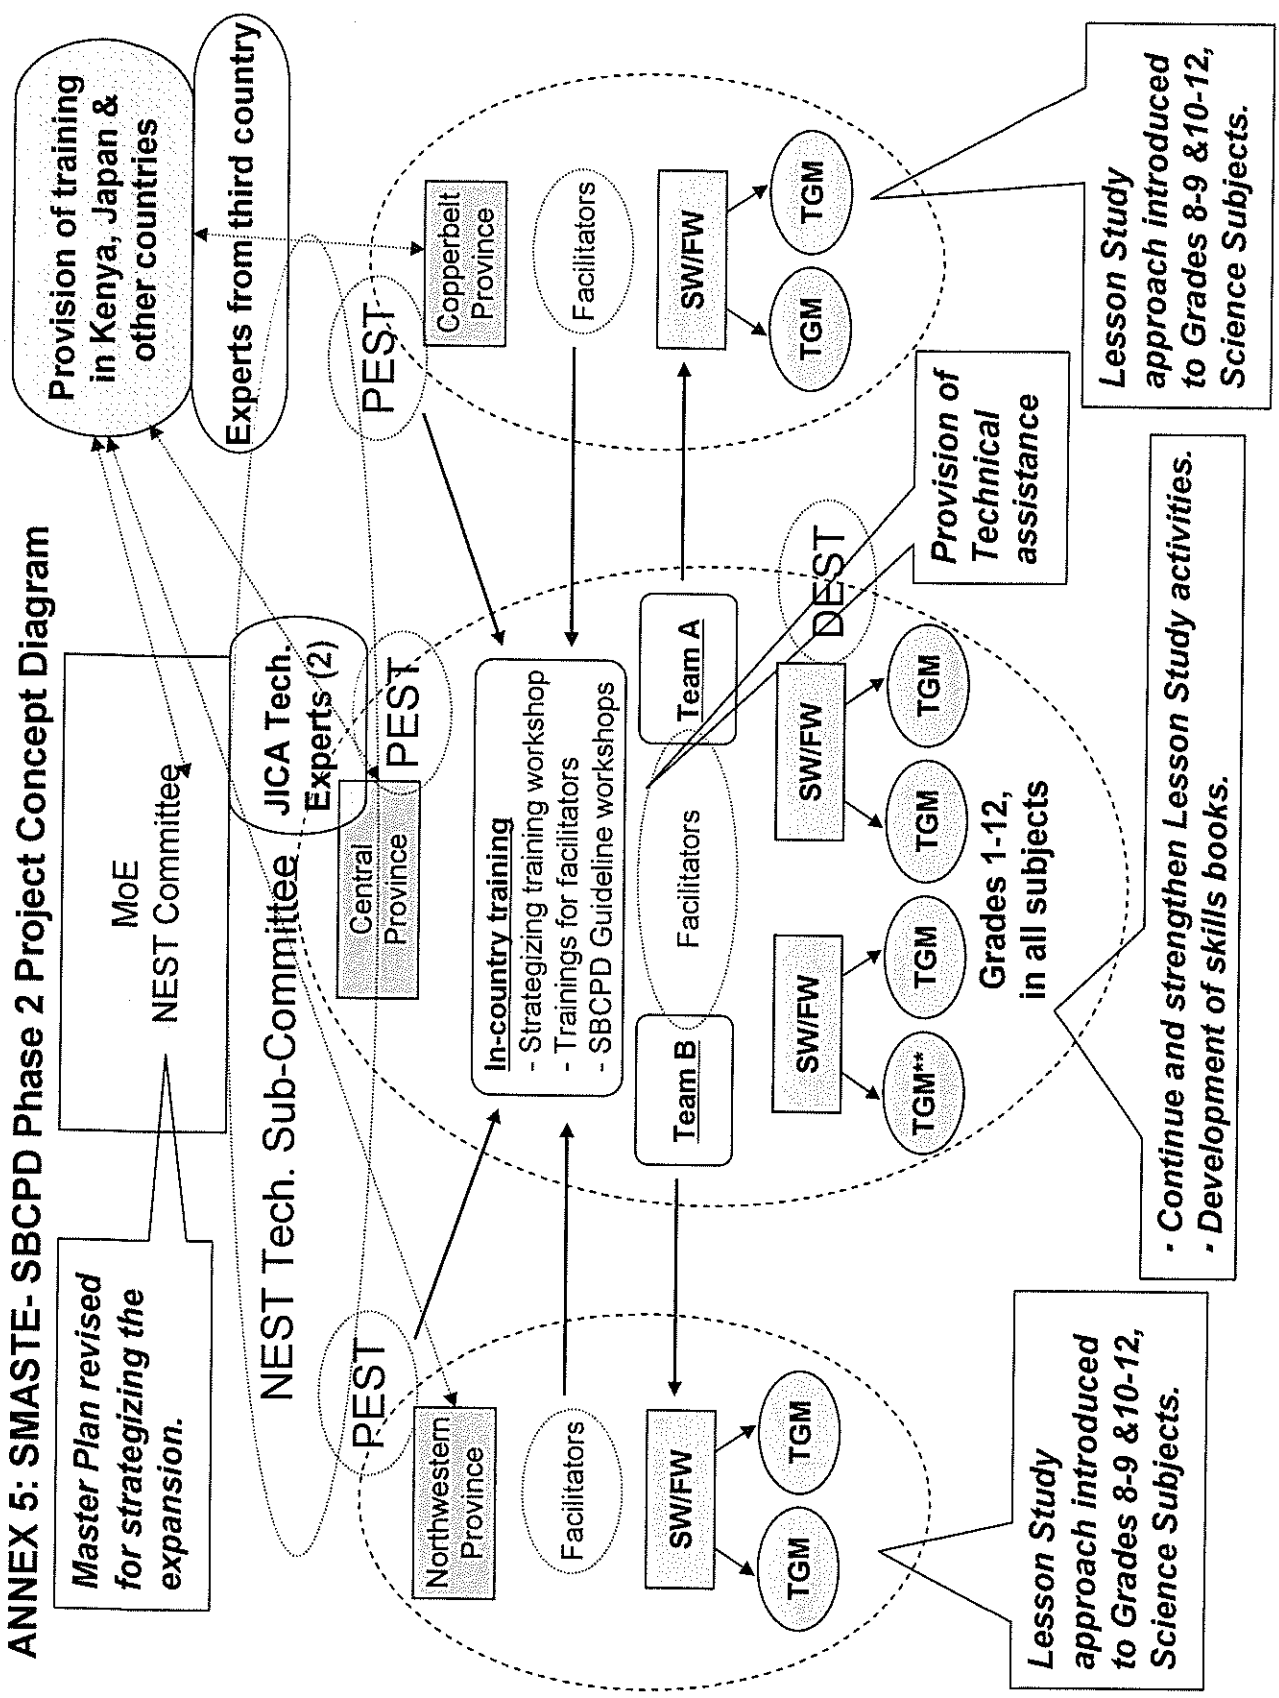 ANNEX 5: SMASTE- SBCPD Phase 2 Project Concept Diagram
Master Plan revised
for strategizing the
expansion.
MoE
NEST Committee
Provision of training
in Kenya, Japan &
other countries
Experts from third country
JICA Tech.
Experts (2)
NEST Tech. Sub-Committee
PEST
Northwestern
Province
Facilitators
SW/FW
TGM
TGM
Central
Province
PEST
In-country training
- Strategizing training workshop
- Trainings for facilitators
- SBCPD Guideline workshops
Team B
Facilitators
Team A
SW/FW
TGM**
TGM
SW/FW
TGM
TGM
DEST
Grades 1-12,
in all subjects
PEST
Copperbelt
Province
Facilitators
SW/FW
TGM
TGM
Provision of
Technical
assistance
Lesson Study
approach introduced
to Grades 8-9 &10-12,
Science Subjects.
· Continue and strengthen Lesson Study activities.
· Development of skills books.
Lesson Study
approach introduced
to Grades 8-9 &10-12,
Science Subjects.